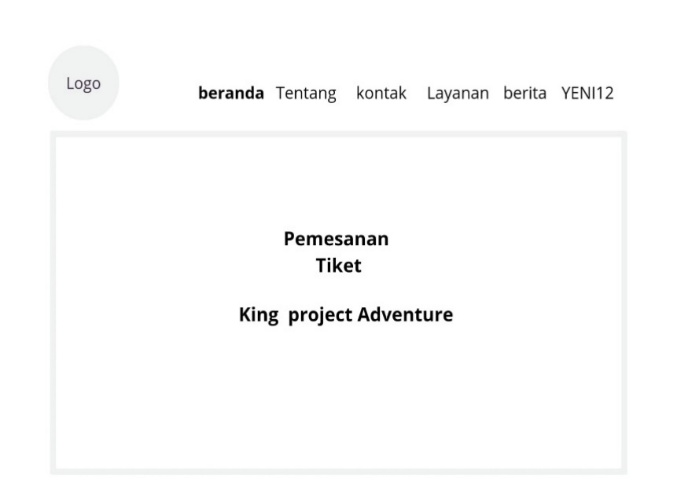 Logo
beranda Tentang kontak Layanan berita YENI12
Pemesanan
Tiket
King project Adventure